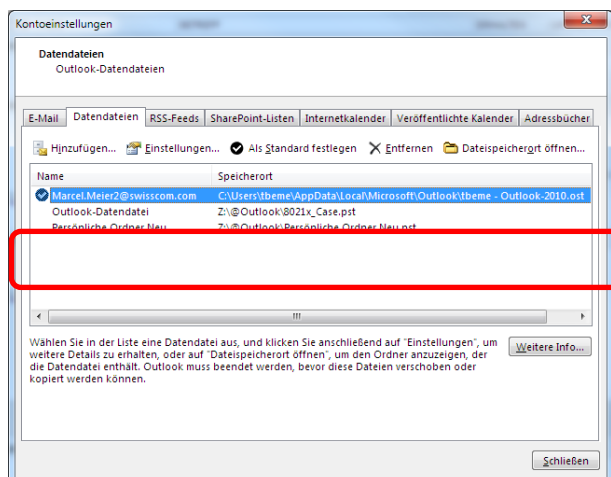 Kontoeinstellungen
Datendateien
Outlook-Datendateien
E-Mail Datendateien RSS-Feeds SharePoint-Listen Internetkalender Veröffentlichte Kalender Adressbücher
Hinzufügen... Einstellungen... Als Standard festlegen Entfernen Dateispeicherort öffnen...
Name Speicherort
Marcel.Meier2@swisscom.com C:\Users\tbeme\AppData\Local\Microsoft\Outlook\tbeme - Outlook-2010.ost
Outlook-Datendatei Z:\@Outlook\8021x_Case.pst
Persönliche Ordner Neu Z:\@Outlook\Persönliche Ordner Neu.pst
Wählen Sie in der Liste eine Datendatei aus, und klicken Sie anschließend auf "Einstellungen", um
weitere Details zu erhalten, oder auf "Dateispeicherort öffnen", um den Ordner anzuzeigen, der
die Datendatei enthält. Outlook muss beendet werden, bevor diese Dateien verschoben oder
kopiert werden können.
Weitere Info...
Schließen